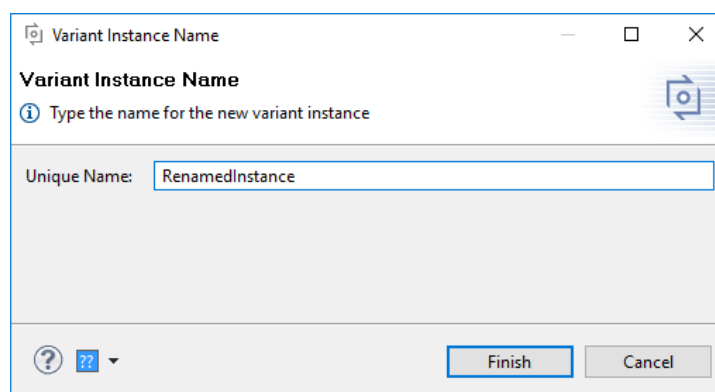 Variant Instance Name
Variant Instance Name
Type the name for the new variant instance
Unique Name: RenamedInstance
?? Finish Cancel